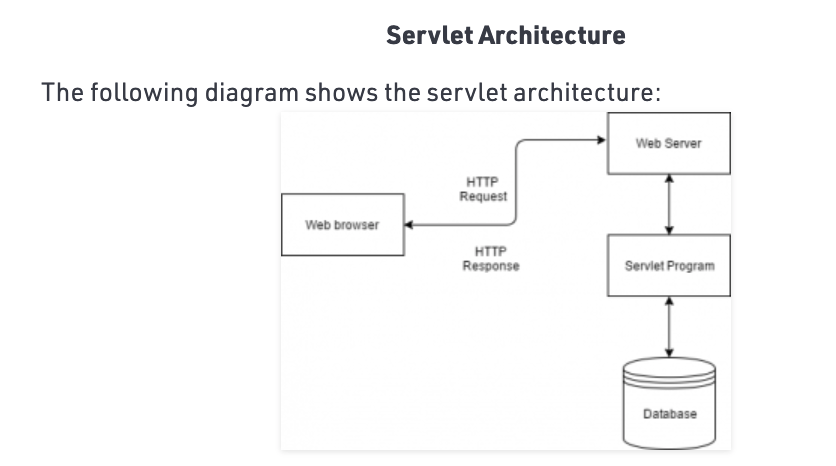 Servlet Architecture
The following diagram shows the servlet architecture:
Web Server
HTTP
Request
Web browser
HTTP
Response
Servlet Program
Database